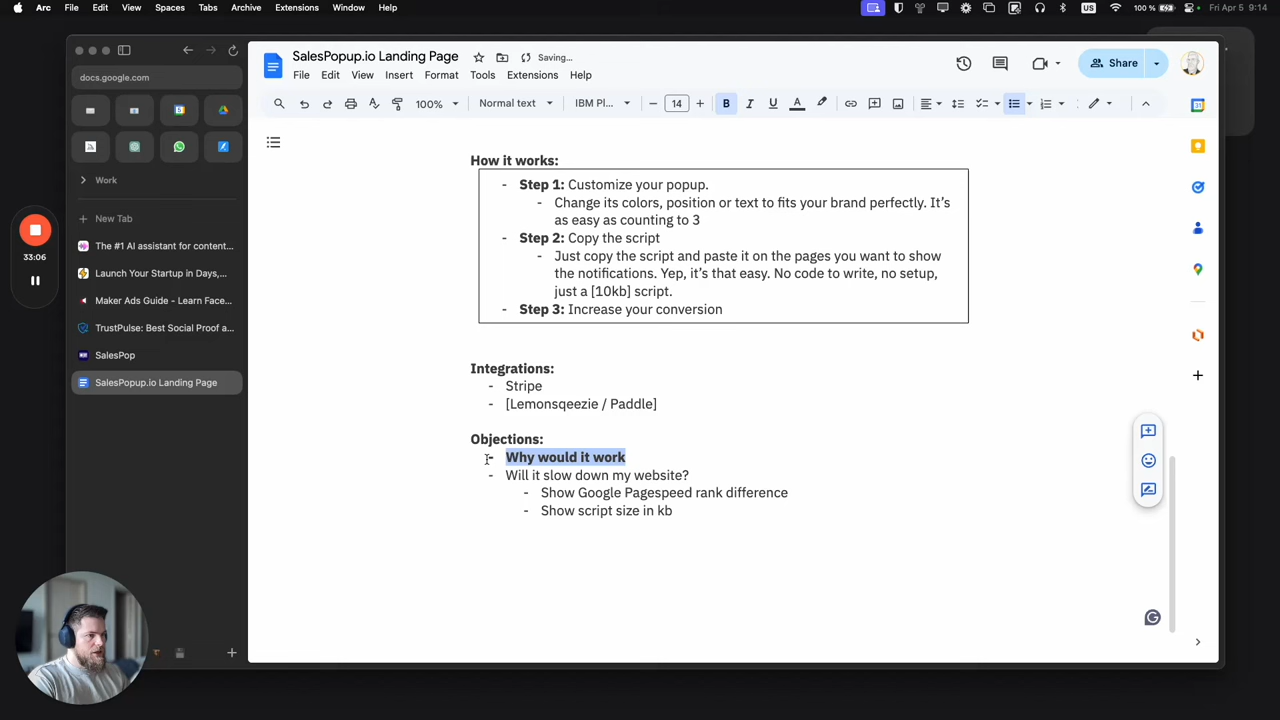 Arc File Edit View Spaces Tabs Archive Extensions Window Help
US 100 % Fri Apr 5 9:14
docs.google.com
Work
New Tab
The #1 AI assistant for content...
Launch Your Startup in Days,...
Maker Ads Guide - Learn Face...
TrustPulse: Best Social Proof a...
SalesPop
SalesPopup.io Landing Page
33:06
SalesPopup.io Landing Page Saving...
File Edit View Insert Format Tools Extensions Help
Share
100% Normal text IBM Pl... − 14 + B I U A
How it works:
- Step 1: Customize your popup.
- Change its colors, position or text to fits your brand perfectly. It’s
as easy as counting to 3
- Step 2: Copy the script
- Just copy the script and paste it on the pages you want to show
the notifications. Yep, it’s that easy. No code to write, no setup,
just a [10kb] script.
- Step 3: Increase your conversion
Integrations:
- Stripe
- [Lemonsqeezie / Paddle]
Objections:
- Why would it work
- Will it slow down my website?
- Show Google Pagespeed rank difference
- Show script size in kb